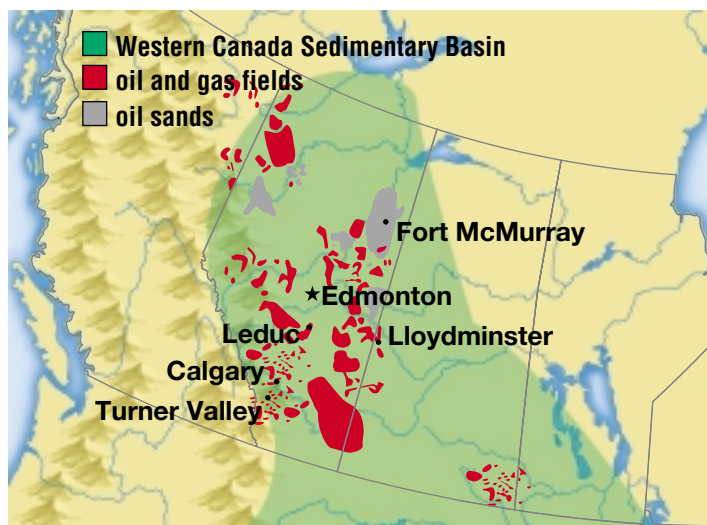 Western Canada Sedimentary Basin
oil and gas fields
oil sands
Fort McMurray
Edmonton
Leduc
Lloydminster
Calgary
Turner Valley